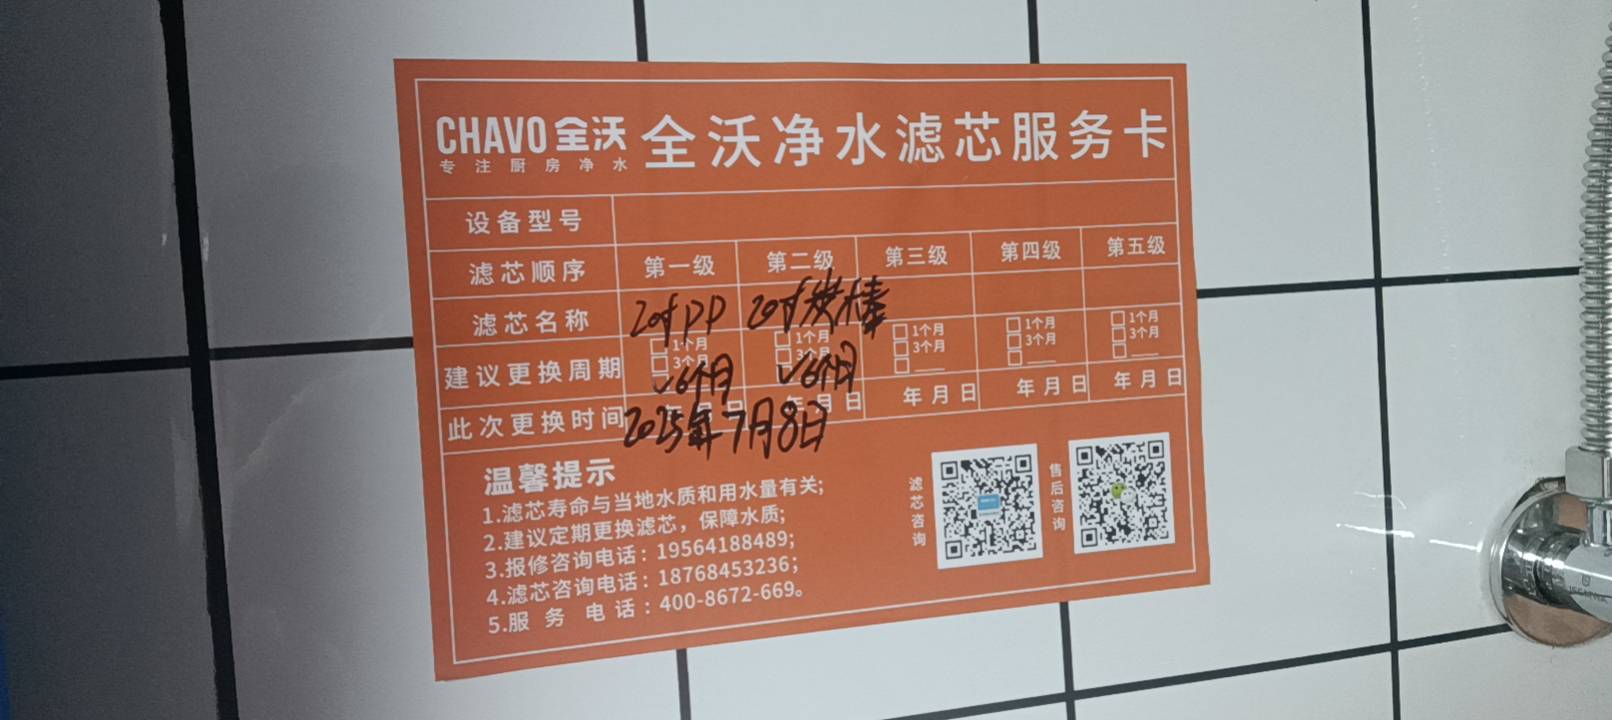 CHAVO 全沃 全沃净水滤芯服务卡
专注厨房净水
设备型号
滤芯顺序 第一级 第二级 第三级 第四级 第五级
滤芯名称 20寸PP 20寸炭棒
建议更换周期 1个月 1个月 1个月 1个月 1个月
3个月 3个月 3个月 3个月 3个月
✓6个月 ✓6个月
此次更换时间 2025年7月8日 年月日 年月日 年月日 年月日
温馨提示
1.滤芯寿命与当地水质和用水量有关;
2.建议定期更换滤芯，保障水质;
3.报修咨询电话：19564188489;
4.滤芯咨询电话：18768453236;
5.服务电话：400-8672-669。
滤芯咨询
售后咨询